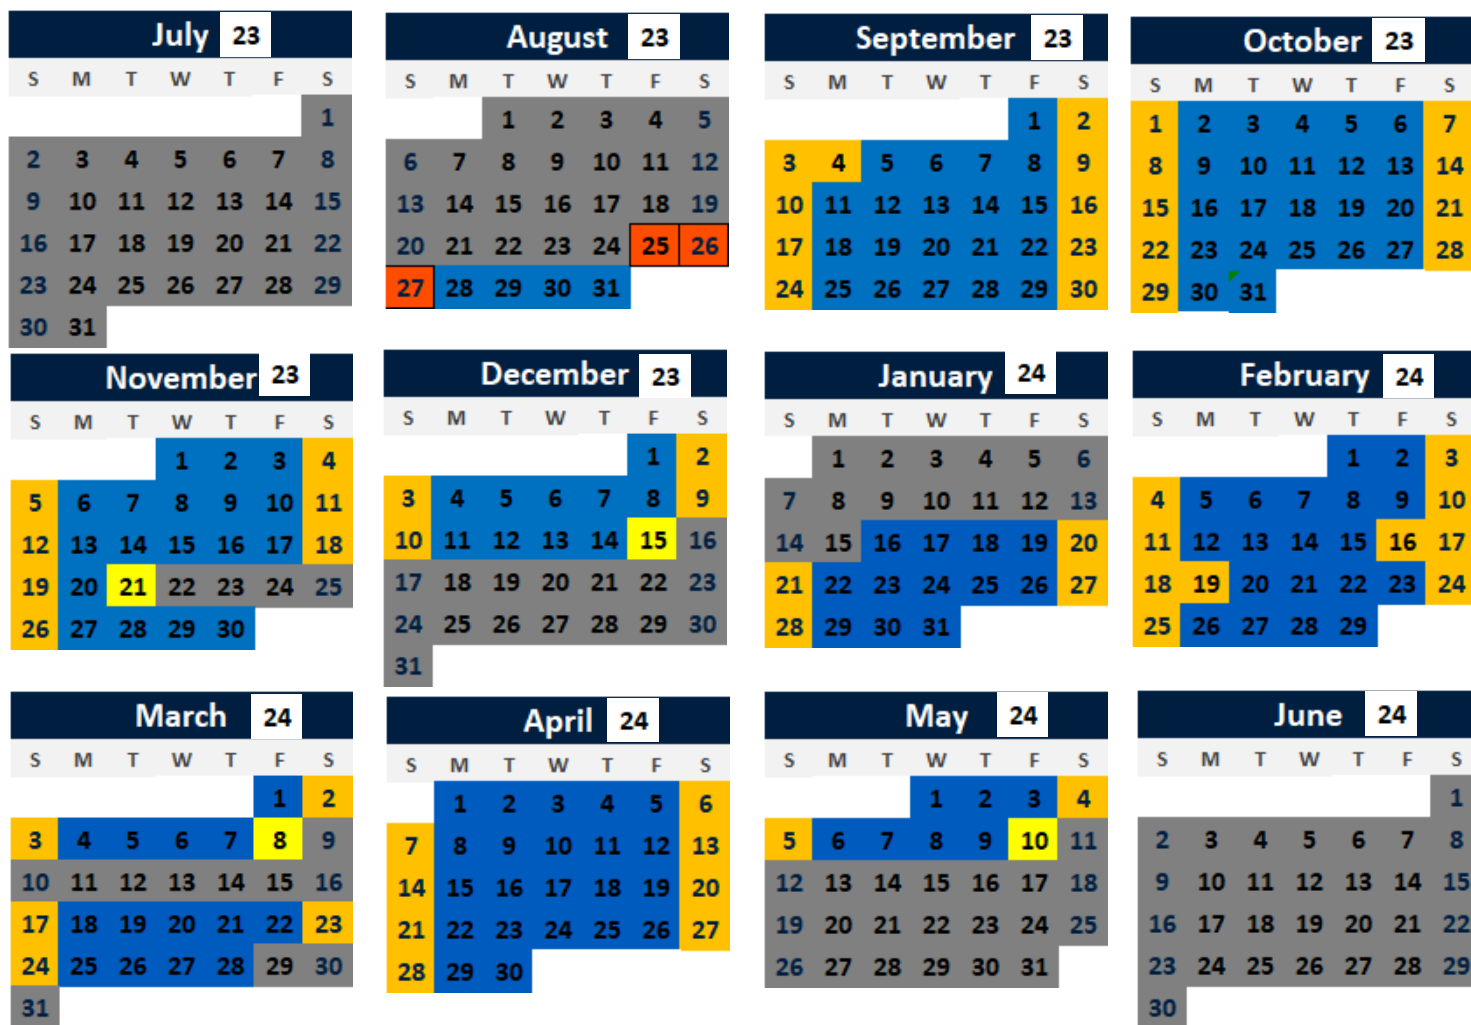 July 23
S M T W T F S
1
2 3 4 5 6 7 8
9 10 11 12 13 14 15
16 17 18 19 20 21 22
23 24 25 26 27 28 29
30 31
August 23
S M T W T F S
1 2 3 4 5
6 7 8 9 10 11 12
13 14 15 16 17 18 19
20 21 22 23 24 25 26
27 28 29 30 31
September 23
S M T W T F S
1 2
3 4 5 6 7 8 9
10 11 12 13 14 15 16
17 18 19 20 21 22 23
24 25 26 27 28 29 30
October 23
S M T W T F S
1 2 3 4 5 6 7
8 9 10 11 12 13 14
15 16 17 18 19 20 21
22 23 24 25 26 27 28
29 30 31
November 23
S M T W T F S
1 2 3 4
5 6 7 8 9 10 11
12 13 14 15 16 17 18
19 20 21 22 23 24 25
26 27 28 29 30
December 23
S M T W T F S
1 2
3 4 5 6 7 8 9
10 11 12 13 14 15 16
17 18 19 20 21 22 23
24 25 26 27 28 29 30
31
January 24
S M T W T F S
1 2 3 4 5 6
7 8 9 10 11 12 13
14 15 16 17 18 19 20
21 22 23 24 25 26 27
28 29 30 31
February 24
S M T W T F S
1 2 3
4 5 6 7 8 9 10
11 12 13 14 15 16 17
18 19 20 21 22 23 24
25 26 27 28 29
March 24
S M T W T F S
1 2
3 4 5 6 7 8 9
10 11 12 13 14 15 16
17 18 19 20 21 22 23
24 25 26 27 28 29 30
31
April 24
S M T W T F S
1 2 3 4 5 6
7 8 9 10 11 12 13
14 15 16 17 18 19 20
21 22 23 24 25 26 27
28 29 30
May 24
S M T W T F S
1 2 3 4
5 6 7 8 9 10 11
12 13 14 15 16 17 18
19 20 21 22 23 24 25
26 27 28 29 30 31
June 24
S M T W T F S
1
2 3 4 5 6 7 8
9 10 11 12 13 14 15
16 17 18 19 20 21 22
23 24 25 26 27 28 29
30